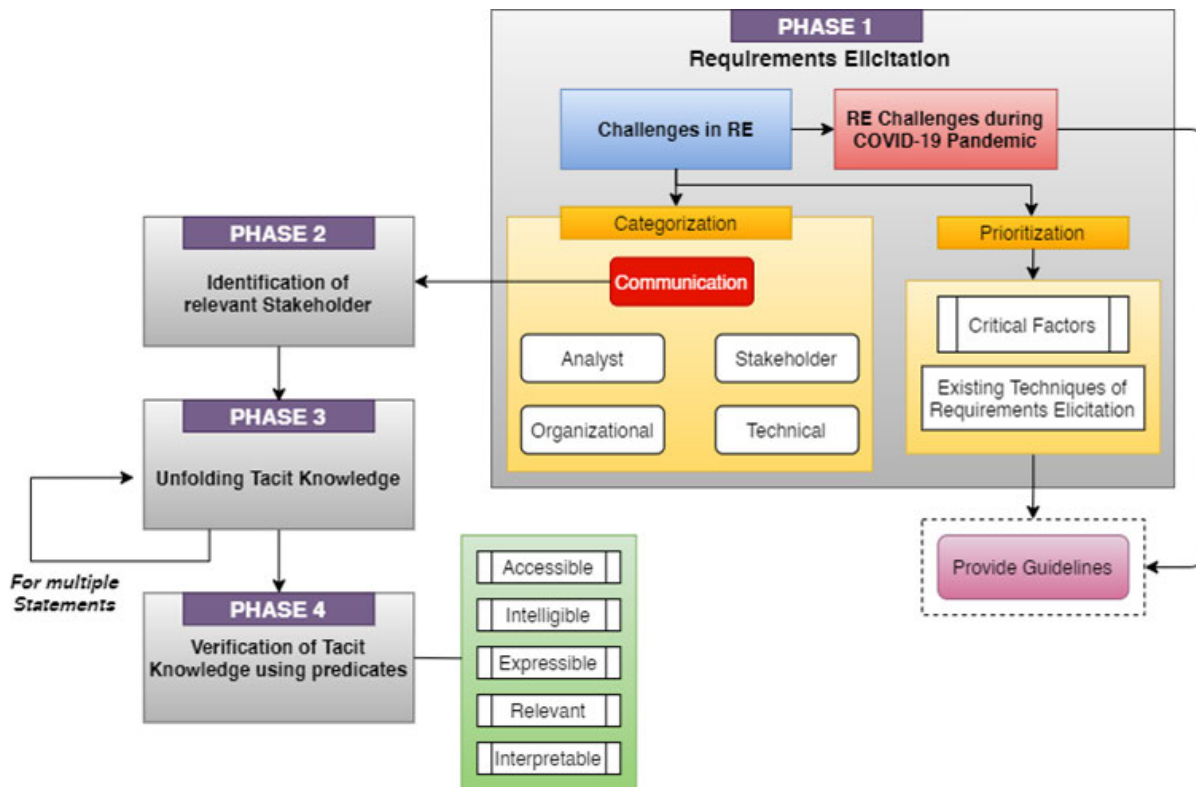 PHASE 1
Requirements Elicitation
Challenges in RE
RE Challenges during
COVID-19 Pandemic
Categorization
Communication
Analyst
Stakeholder
Organizational
Technical
Prioritization
Critical Factors
Existing Techniques of
Requirements Elicitation
Provide Guidelines
PHASE 2
Identification of
relevant Stakeholder
PHASE 3
Unfolding Tacit Knowledge
For multiple
Statements
PHASE 4
Verification of Tacit
Knowledge using predicates
Accessible
Intelligible
Expressible
Relevant
Interpretable